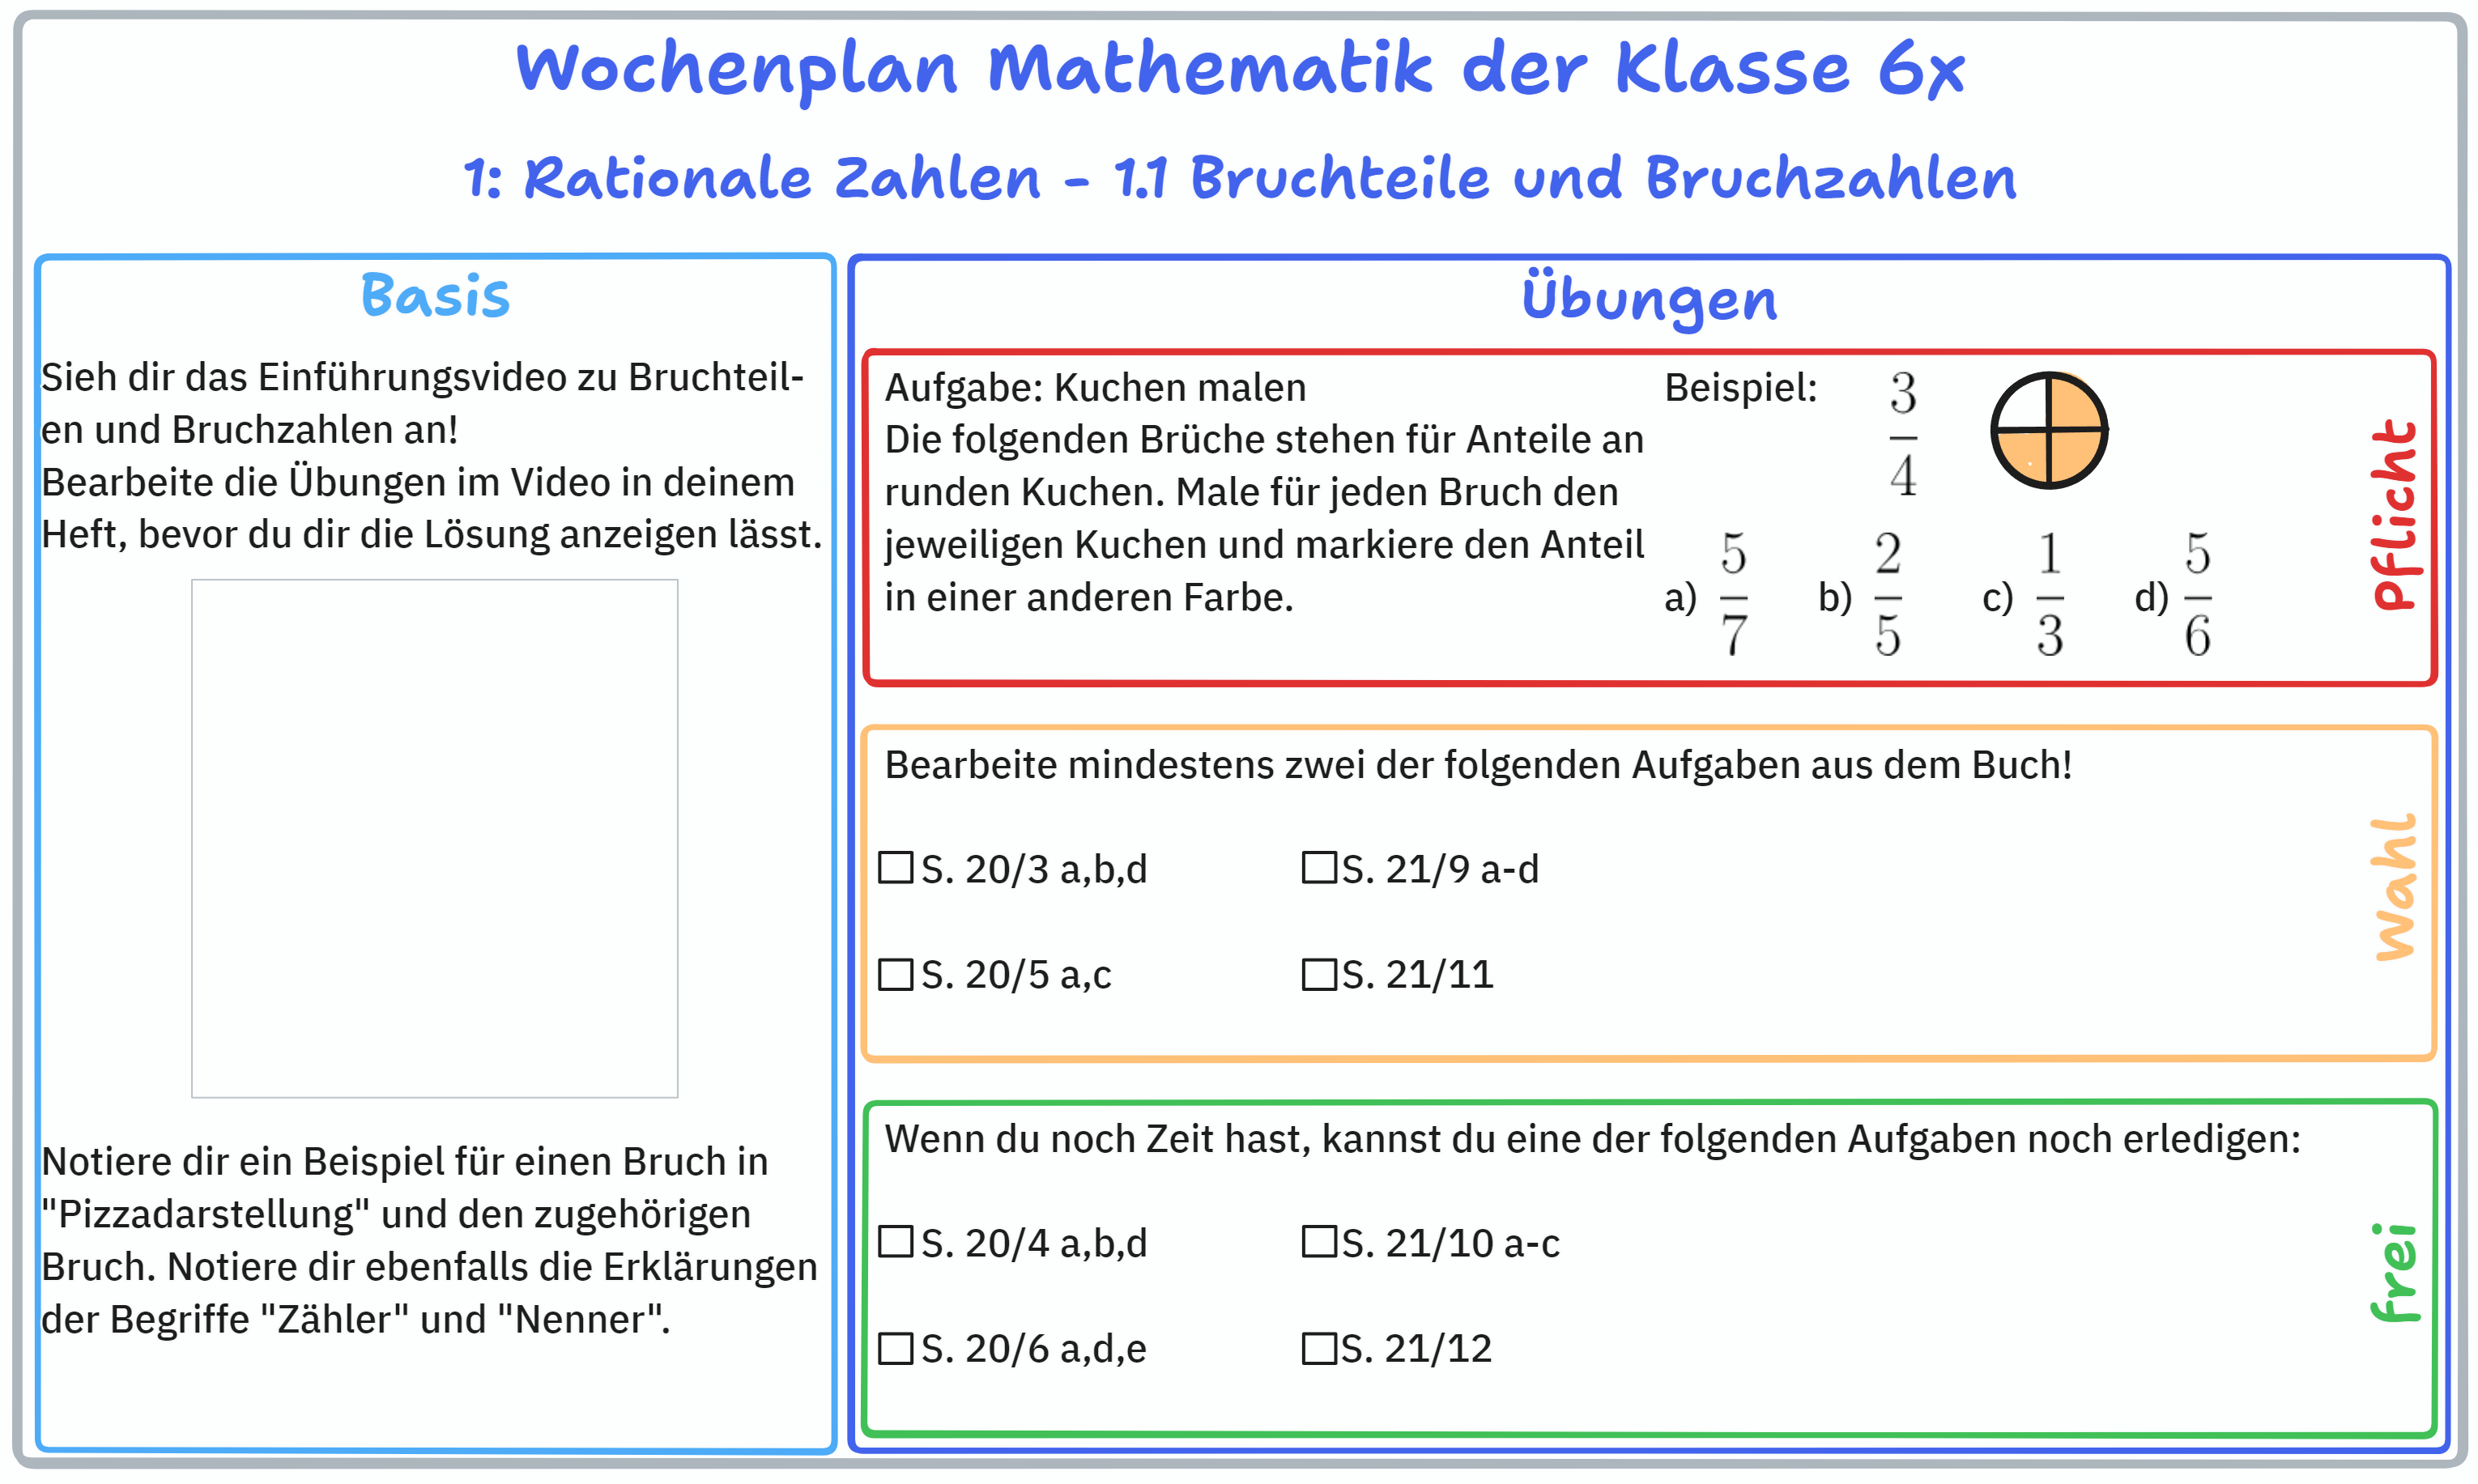 Wochenplan Mathematik der Klasse 6x
1: Rationale Zahlen - 1.1 Bruchteile und Bruchzahlen
Basis
Sieh dir das Einführungsvideo zu Bruchteil-
en und Bruchzahlen an!
Bearbeite die Übungen im Video in deinem
Heft, bevor du dir die Lösung anzeigen lässt.
Notiere dir ein Beispiel für einen Bruch in
"Pizzadarstellung" und den zugehörigen
Bruch. Notiere dir ebenfalls die Erklärungen
der Begriffe "Zähler" und "Nenner".
Übungen
Aufgabe: Kuchen malen
Die folgenden Brüche stehen für Anteile an
runden Kuchen. Male für jeden Bruch den
jeweiligen Kuchen und markiere den Anteil
in einer anderen Farbe.
Beispiel: 3/4
a) 5/7 b) 2/5 c) 1/3 d) 5/6
Pflicht
Bearbeite mindestens zwei der folgenden Aufgaben aus dem Buch!
S. 20/3 a,b,d S. 21/9 a-d
S. 20/5 a,c S. 21/11
Wahl
Wenn du noch Zeit hast, kannst du eine der folgenden Aufgaben noch erledigen:
S. 20/4 a,b,d S. 21/10 a-c
S. 20/6 a,d,e S. 21/12
frei